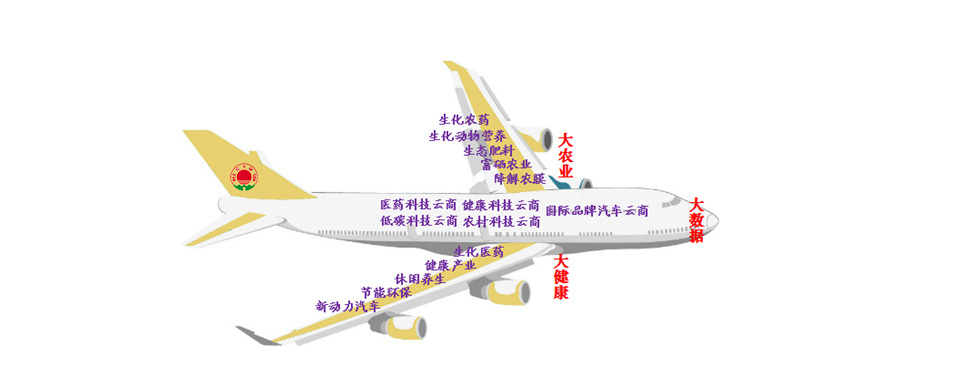 生化农药
生化动物营养
生态肥料
富硒农业
降解农膜
大农业
医药科技云商 健康科技云商 国际品牌汽车云商
低碳科技云商 农村科技云商
大数据
生化医药
健康产业
休闲养生
节能环保
新动力汽车
大健康